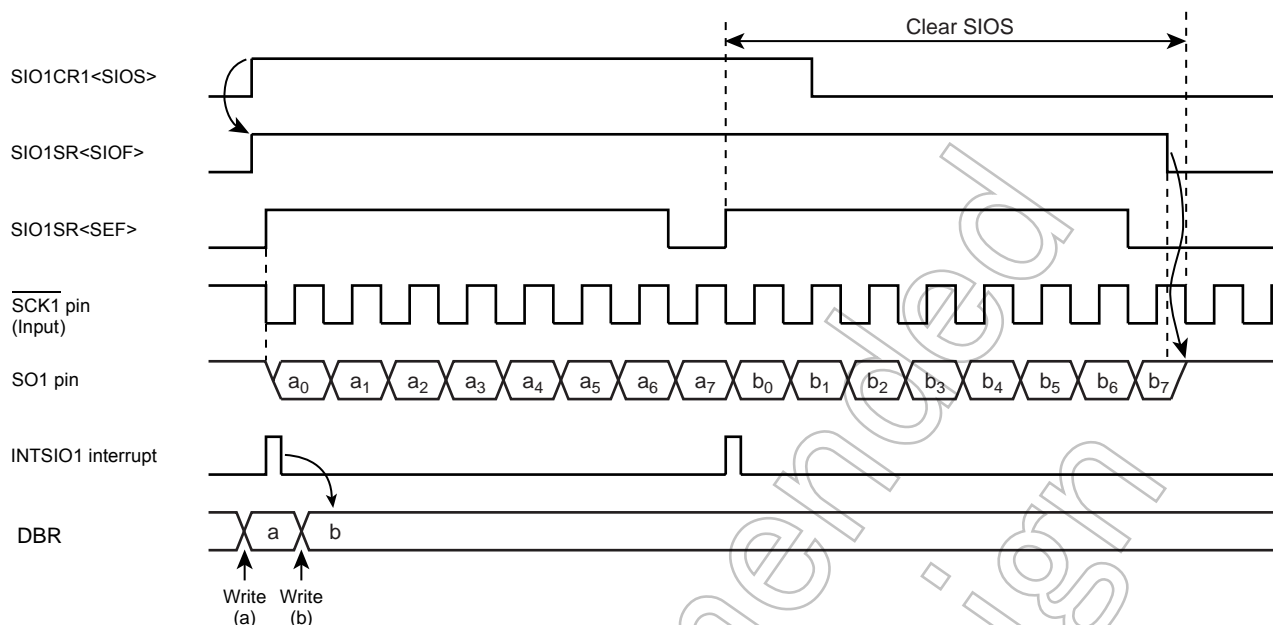 Clear SIOS
SIO1CR1<SIOS>
SIO1SR<SIOF>
SIO1SR<SEF>
SCK1 pin
(Input)
SO1 pin
a0 a1 a2 a3 a4 a5 a6 a7 b0 b1 b2 b3 b4 b5 b6 b7
INTSIO1 interrupt
DBR
a b
Write
(a)
Write
(b)